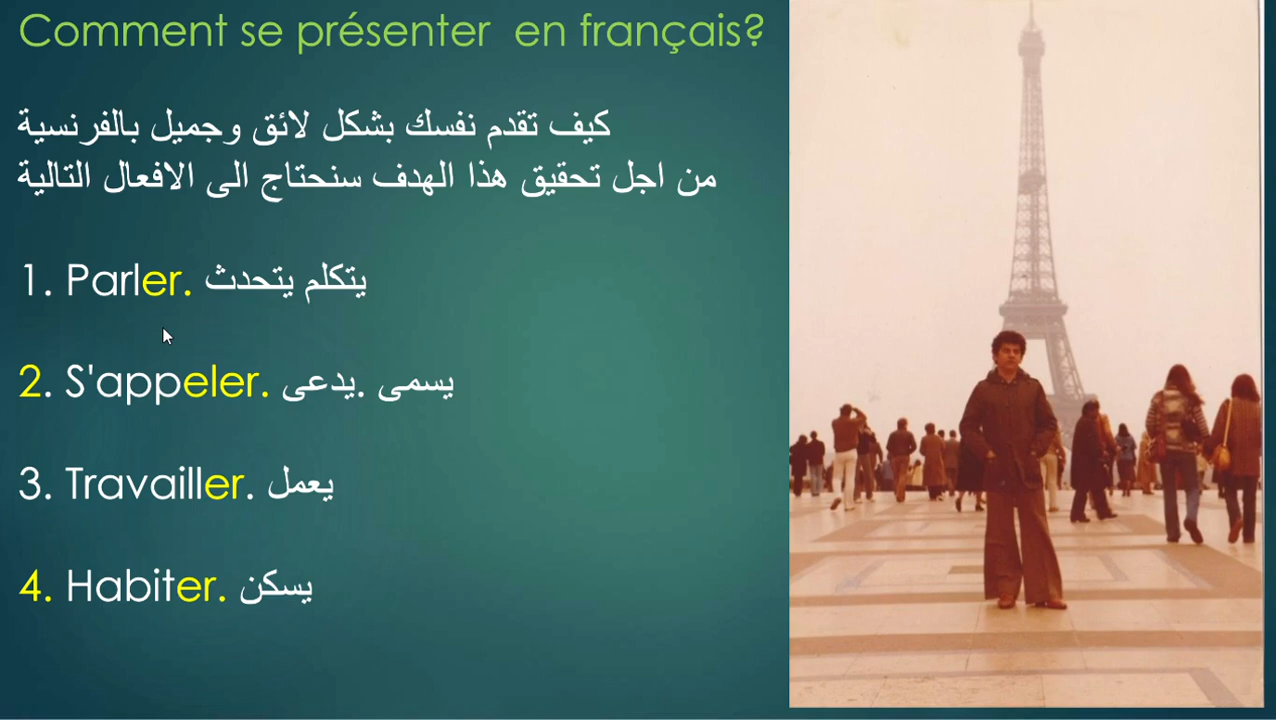 Comment se présenter en français?
كيف تقدم نفسك بشكل لائق وجميل بالفرنسية
من اجل تحقيق هذا الهدف سنحتاج الى الافعال التالية
1. Parler. يتكلم يتحدث
2. S'appeler. يسمى .يدعى
3. Travailler. يعمل
4. Habiter. يسكن